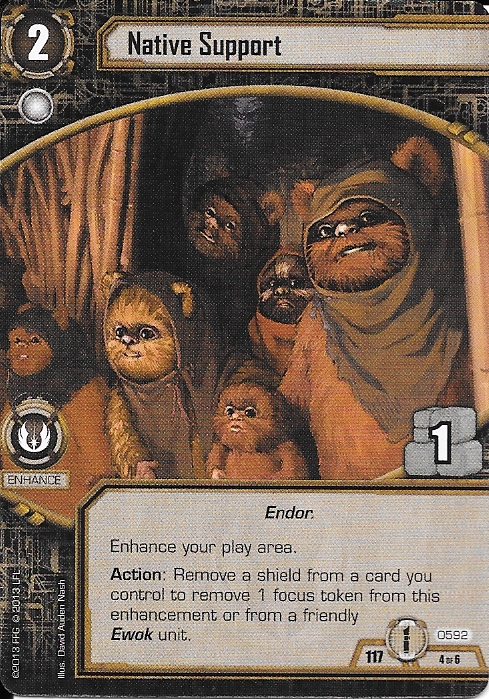 2
Native Support
1
ENHANCE
Endor.
Enhance your play area.
Action: Remove a shield from a card you
control to remove 1 focus token from this
enhancement or from a friendly
Ewok unit.
©2013 FFG © 2013 LFL
Illus. David Auden Nash
117
0592
4 OF 6